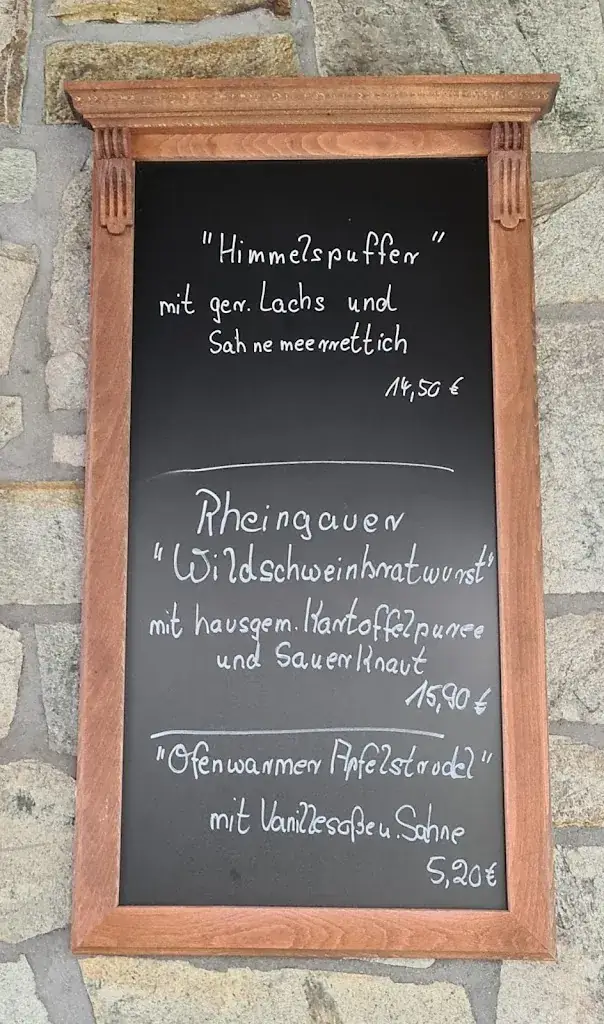 "Himmelspuffer"
mit ger. Lachs und
Sahnemeerrettich
14,50 €
Rheingauer
"Wildschweinbratwurst"
mit hausgem. Kartoffelpuree
und Sauerkraut
15,90 €
"Ofenwarmer Apfelstrudel"
mit Vanillesoße u. Sahne
5,20 €